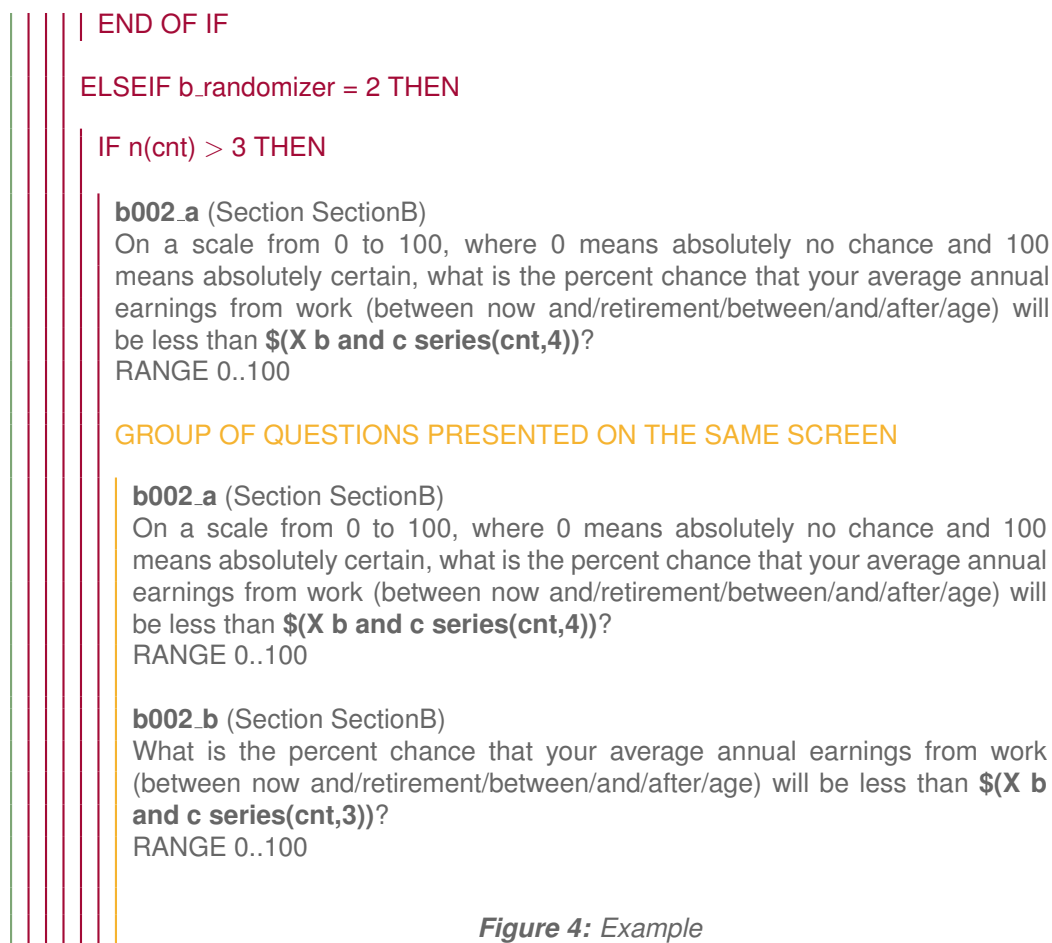 END OF IF
ELSEIF b_randomizer = 2 THEN
IF n(cnt) > 3 THEN
b002_a (Section SectionB)
On a scale from 0 to 100, where 0 means absolutely no chance and 100
means absolutely certain, what is the percent chance that your average annual
earnings from work (between now and/retirement/between/and/after/age) will
be less than $(X b and c series(cnt,4))?
RANGE 0..100
GROUP OF QUESTIONS PRESENTED ON THE SAME SCREEN
b002_a (Section SectionB)
On a scale from 0 to 100, where 0 means absolutely no chance and 100
means absolutely certain, what is the percent chance that your average annual
earnings from work (between now and/retirement/between/and/after/age) will
be less than $(X b and c series(cnt,4))?
RANGE 0..100
b002_b (Section SectionB)
What is the percent chance that your average annual earnings from work
(between now and/retirement/between/and/after/age) will be less than $(X b
and c series(cnt,3))?
RANGE 0..100
Figure 4: Example